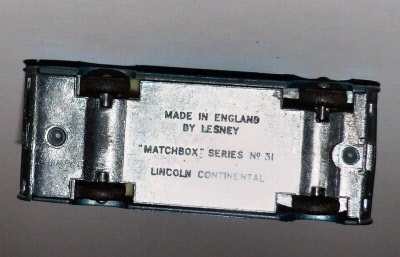 MADE IN ENGLAND
BY LESNEY
"MATCHBOX" SERIES Nº 31
LINCOLN CONTINENTAL